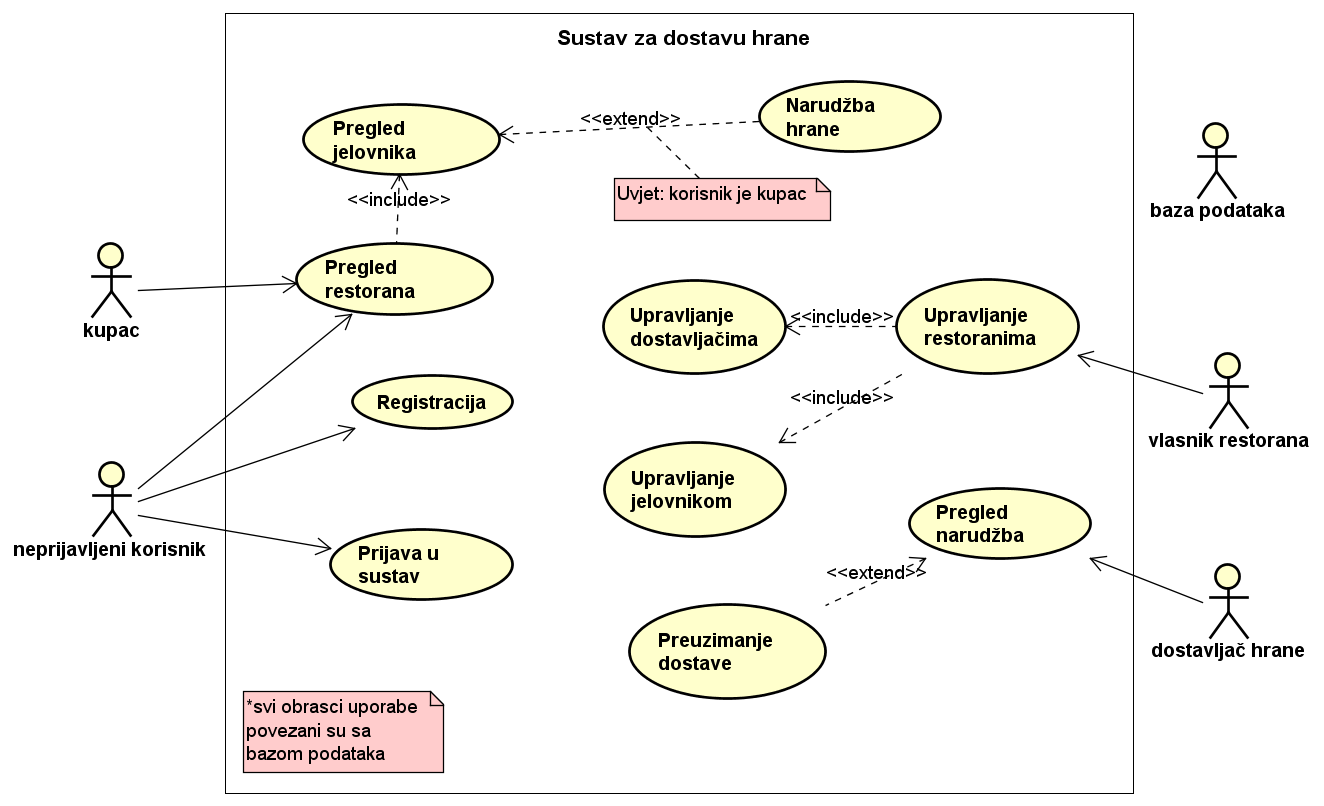 Sustav za dostavu hrane
Pregled
jelovnika
<<extend>>
Narudžba
hrane
Uvjet: korisnik je kupac
<<include>>
Pregled
restorana
kupac
baza podataka
Upravljanje
dostavljačima
<<include>>
Upravljanje
restoranima
<<include>>
vlasnik restorana
Registracija
Upravljanje
jelovnikom
neprijavljeni korisnik
Prijava u
sustav
Pregled
narudžba
<<extend>>
Preuzimanje
dostave
dostavljač hrane
*svi obrasci uporabe
povezani su sa
bazom podataka